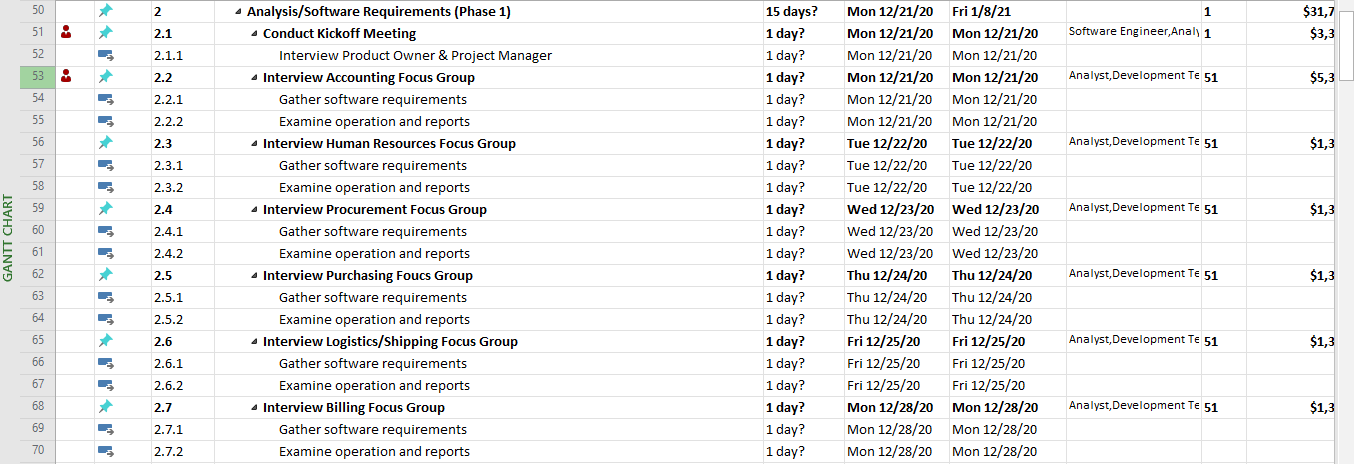 50 2 Analysis/Software Requirements (Phase 1) 15 days? Mon 12/21/20 Fri 1/8/21 1 $31,7
51 2.1 Conduct Kickoff Meeting 1 day? Mon 12/21/20 Mon 12/21/20 Software Engineer,Analy 1 $3,3
52 2.1.1 Interview Product Owner & Project Manager 1 day? Mon 12/21/20 Mon 12/21/20
53 2.2 Interview Accounting Focus Group 1 day? Mon 12/21/20 Mon 12/21/20 Analyst,Development Te 51 $5,3
54 2.2.1 Gather software requirements 1 day? Mon 12/21/20 Mon 12/21/20
55 2.2.2 Examine operation and reports 1 day? Mon 12/21/20 Mon 12/21/20
56 2.3 Interview Human Resources Focus Group 1 day? Tue 12/22/20 Tue 12/22/20 Analyst,Development Te 51 $1,3
57 2.3.1 Gather software requirements 1 day? Tue 12/22/20 Tue 12/22/20
58 2.3.2 Examine operation and reports 1 day? Tue 12/22/20 Tue 12/22/20
59 2.4 Interview Procurement Focus Group 1 day? Wed 12/23/20 Wed 12/23/20 Analyst,Development Te 51 $1,3
60 2.4.1 Gather software requirements 1 day? Wed 12/23/20 Wed 12/23/20
61 2.4.2 Examine operation and reports 1 day? Wed 12/23/20 Wed 12/23/20
62 2.5 Interview Purchasing Foucs Group 1 day? Thu 12/24/20 Thu 12/24/20 Analyst,Development Te 51 $1,3
63 2.5.1 Gather software requirements 1 day? Thu 12/24/20 Thu 12/24/20
64 2.5.2 Examine operation and reports 1 day? Thu 12/24/20 Thu 12/24/20
65 2.6 Interview Logistics/Shipping Focus Group 1 day? Fri 12/25/20 Fri 12/25/20 Analyst,Development Te 51 $1,3
66 2.6.1 Gather software requirements 1 day? Fri 12/25/20 Fri 12/25/20
67 2.6.2 Examine operation and reports 1 day? Fri 12/25/20 Fri 12/25/20
68 2.7 Interview Billing Focus Group 1 day? Mon 12/28/20 Mon 12/28/20 Analyst,Development Te 51 $1,3
69 2.7.1 Gather software requirements 1 day? Mon 12/28/20 Mon 12/28/20
70 2.7.2 Examine operation and reports 1 day? Mon 12/28/20 Mon 12/28/20
GANTT CHART